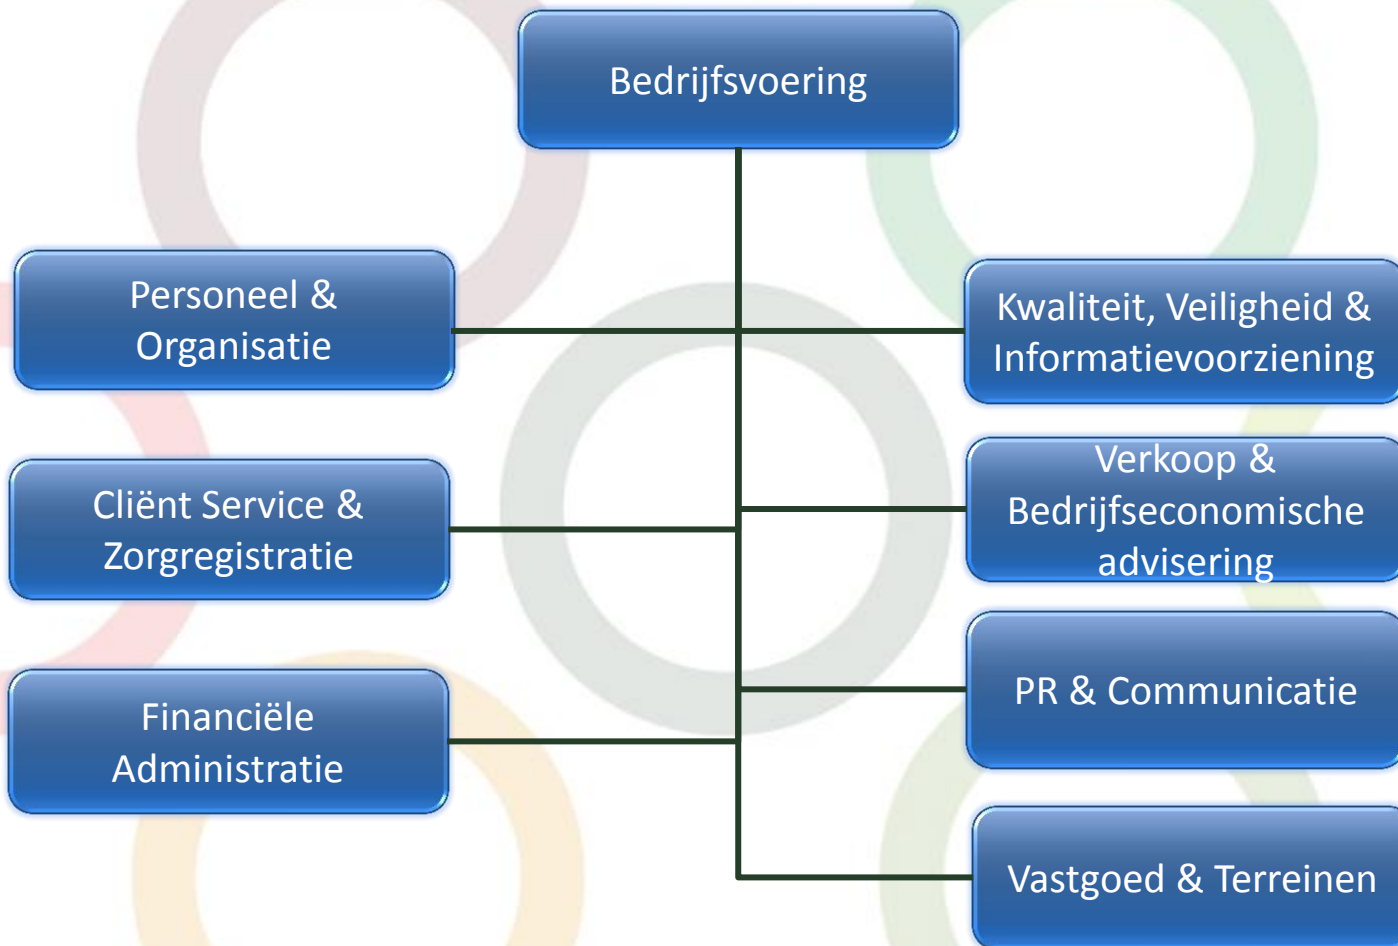 Bedrijfsvoering
Personeel &
Organisatie
Kwaliteit, Veiligheid &
Informatievoorziening
Cliënt Service &
Zorgregistratie
Verkoop &
Bedrijfseconomische
advisering
Financiële
Administratie
PR & Communicatie
Vastgoed & Terreinen